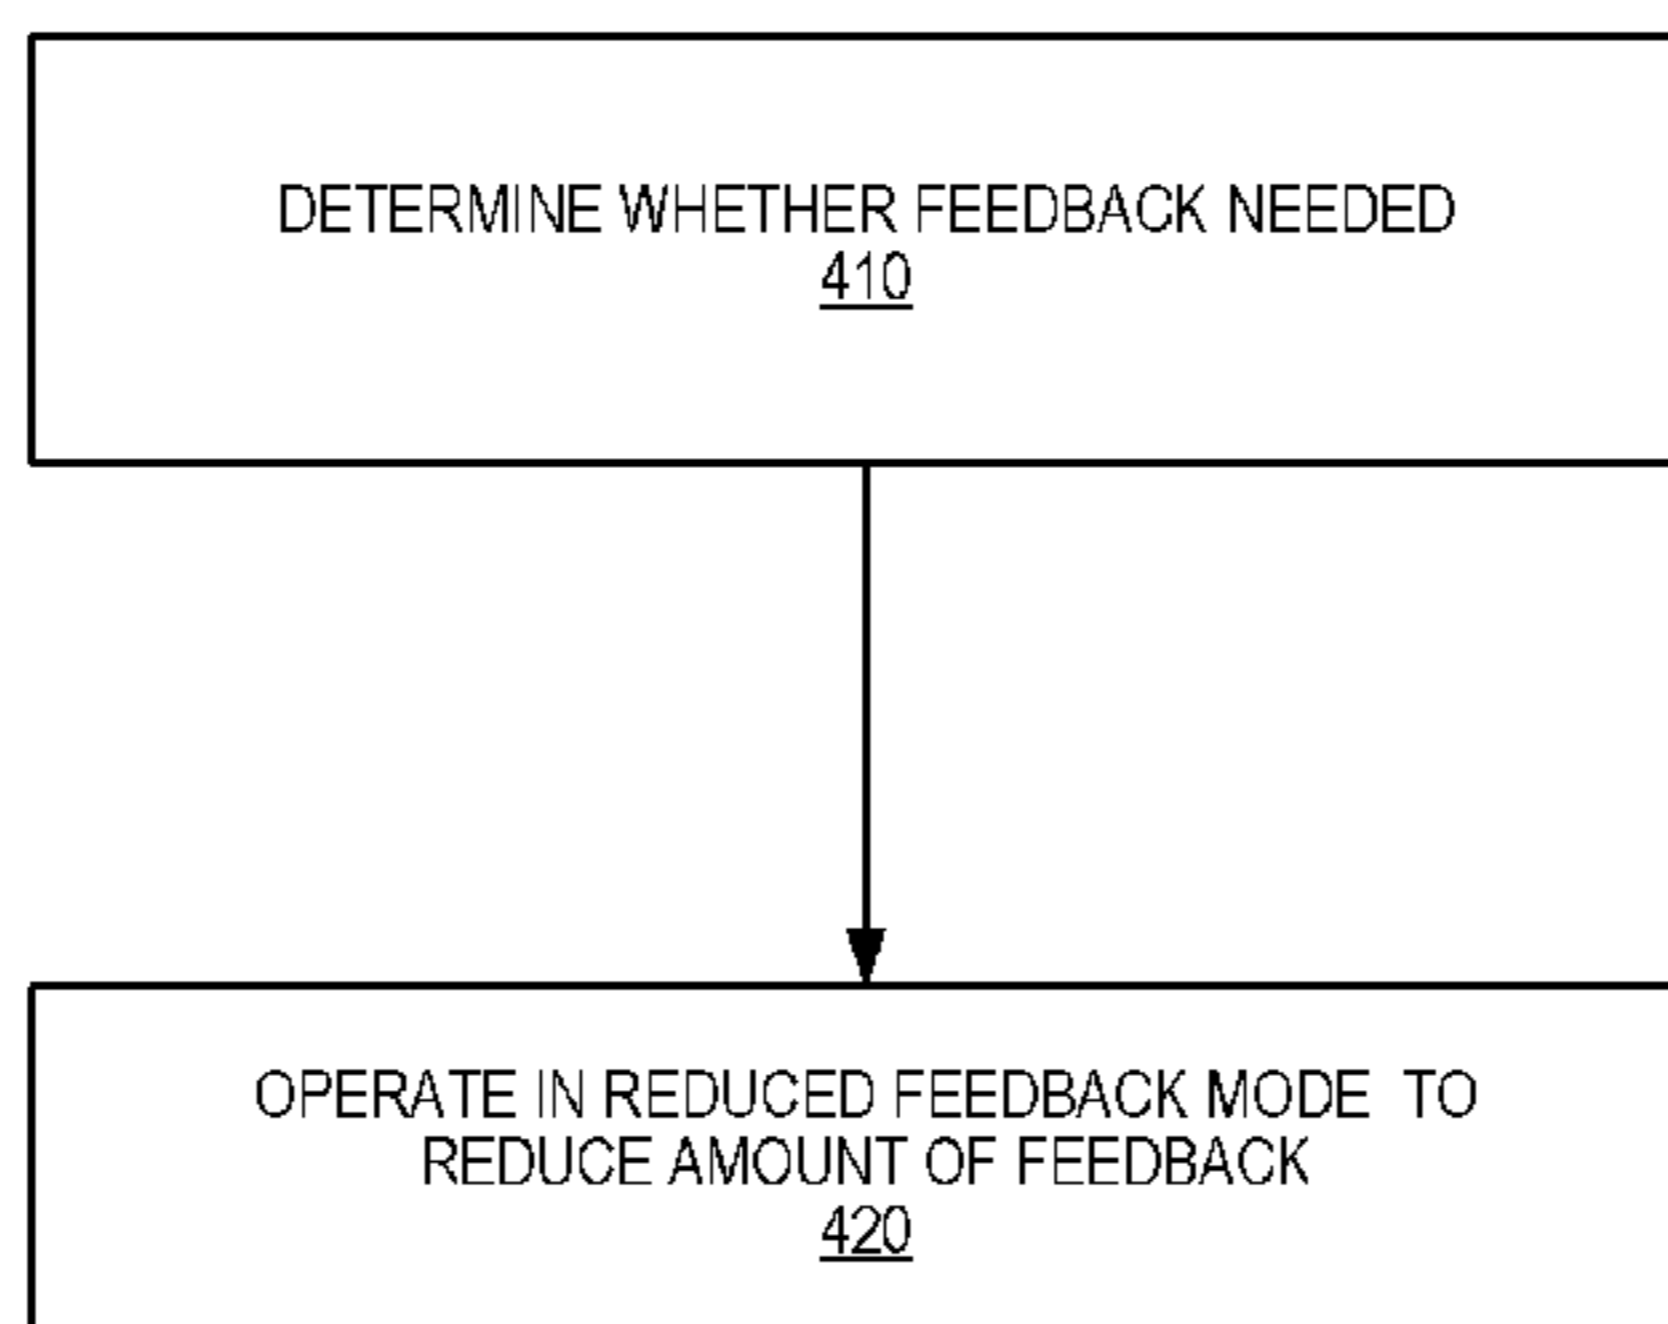 DETERMINE WHETHER FEEDBACK NEEDED
410
OPERATE IN REDUCED FEEDBACK MODE TO
REDUCE AMOUNT OF FEEDBACK
420